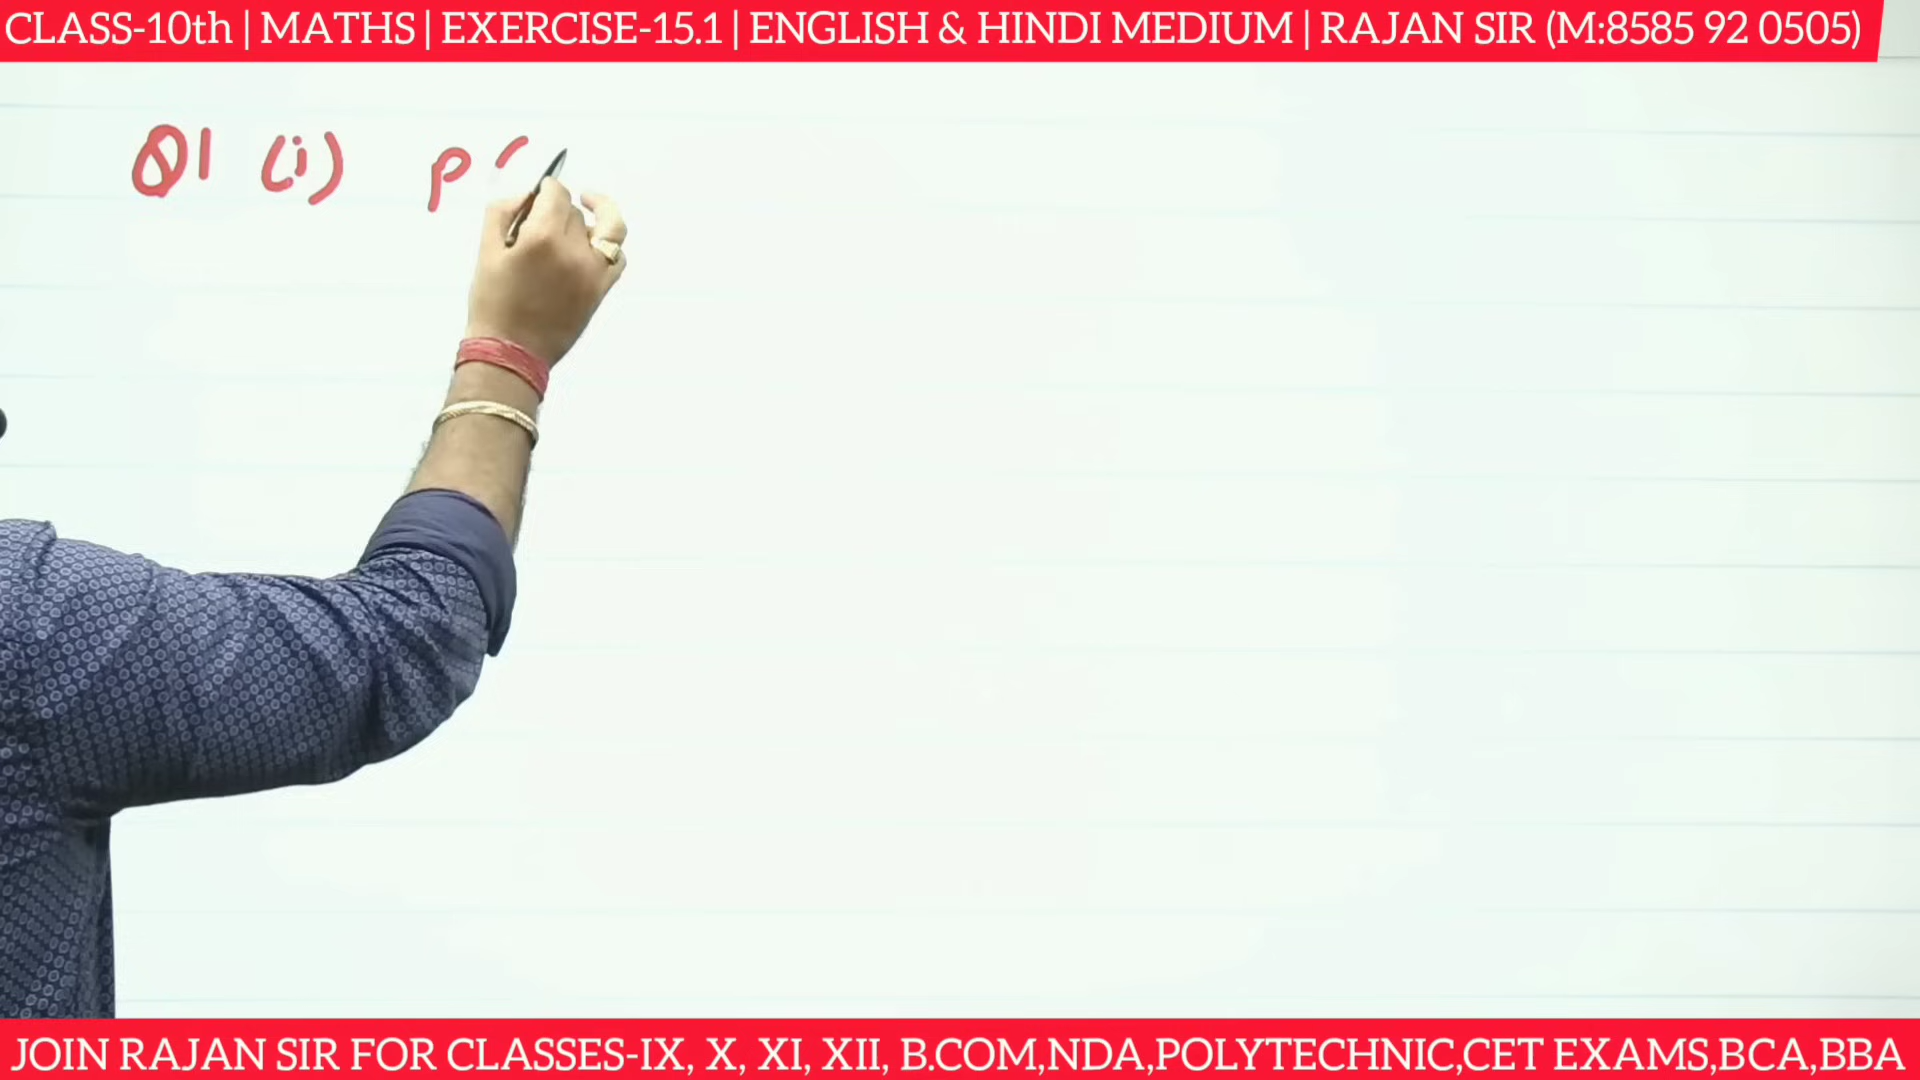 CLASS-10th | MATHS | EXERCISE-15.1 | ENGLISH & HINDI MEDIUM | RAJAN SIR (M:8585 92 0505)
Q1 (i) P(
JOIN RAJAN SIR FOR CLASSES-IX, X, XI, XII, B.COM,NDA,POLYTECHNIC,CET EXAMS,BCA,BBA